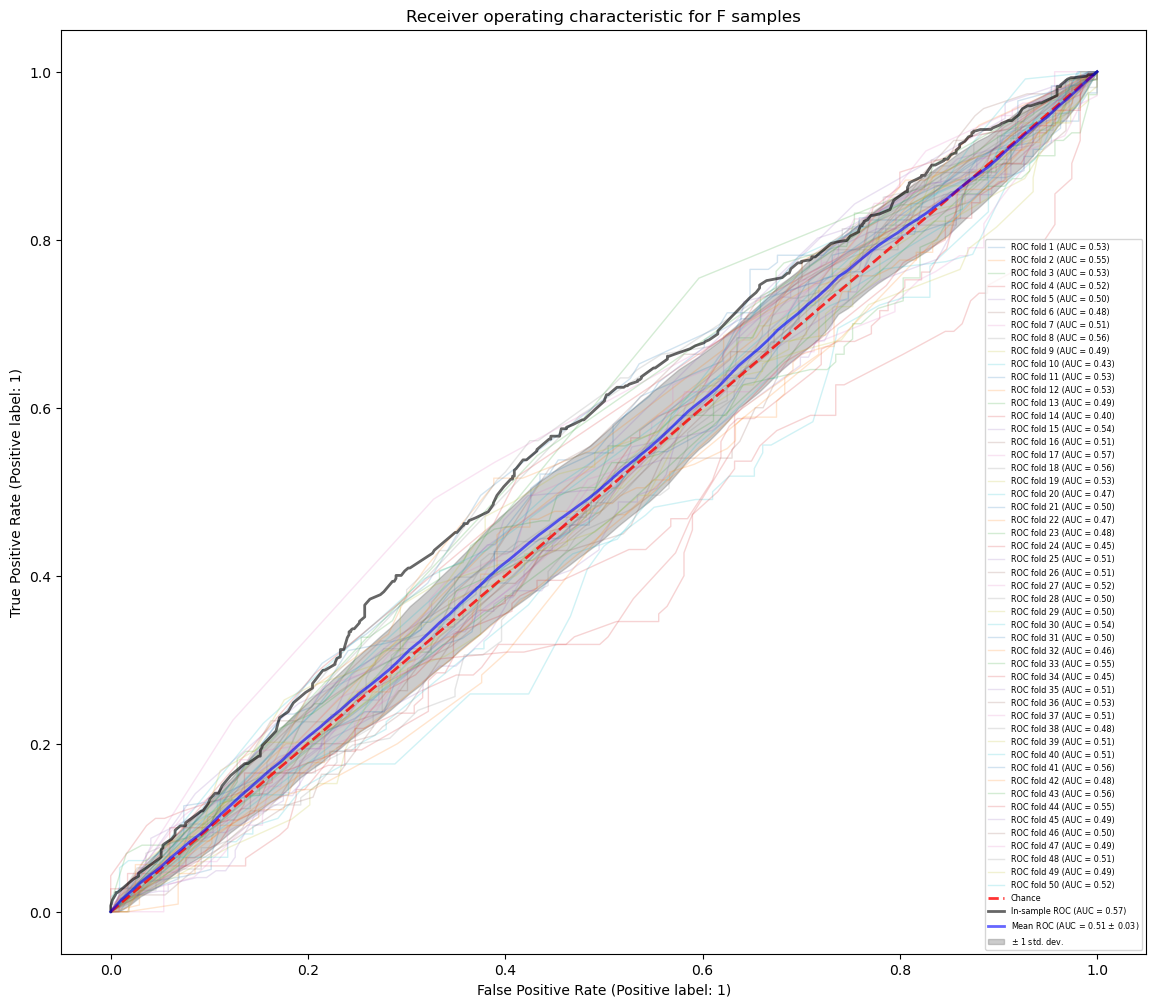 Receiver operating characteristic for F samples
True Positive Rate (Positive label: 1)
1.0
0.8
0.6
0.4
0.2
0.0
ROC fold 1 (AUC = 0.53)
ROC fold 2 (AUC = 0.55)
ROC fold 3 (AUC = 0.53)
ROC fold 4 (AUC = 0.52)
ROC fold 5 (AUC = 0.50)
ROC fold 6 (AUC = 0.48)
ROC fold 7 (AUC = 0.51)
ROC fold 8 (AUC = 0.56)
ROC fold 9 (AUC = 0.49)
ROC fold 10 (AUC = 0.43)
ROC fold 11 (AUC = 0.53)
ROC fold 12 (AUC = 0.53)
ROC fold 13 (AUC = 0.49)
ROC fold 14 (AUC = 0.40)
ROC fold 15 (AUC = 0.54)
ROC fold 16 (AUC = 0.51)
ROC fold 17 (AUC = 0.57)
ROC fold 18 (AUC = 0.56)
ROC fold 19 (AUC = 0.53)
ROC fold 20 (AUC = 0.47)
ROC fold 21 (AUC = 0.50)
ROC fold 22 (AUC = 0.47)
ROC fold 23 (AUC = 0.48)
ROC fold 24 (AUC = 0.45)
ROC fold 25 (AUC = 0.51)
ROC fold 26 (AUC = 0.51)
ROC fold 27 (AUC = 0.52)
ROC fold 28 (AUC = 0.50)
ROC fold 29 (AUC = 0.50)
ROC fold 30 (AUC = 0.54)
ROC fold 31 (AUC = 0.50)
ROC fold 32 (AUC = 0.46)
ROC fold 33 (AUC = 0.55)
ROC fold 34 (AUC = 0.45)
ROC fold 35 (AUC = 0.51)
ROC fold 36 (AUC = 0.53)
ROC fold 37 (AUC = 0.51)
ROC fold 38 (AUC = 0.48)
ROC fold 39 (AUC = 0.51)
ROC fold 40 (AUC = 0.51)
ROC fold 41 (AUC = 0.56)
ROC fold 42 (AUC = 0.48)
ROC fold 43 (AUC = 0.56)
ROC fold 44 (AUC = 0.55)
ROC fold 45 (AUC = 0.49)
ROC fold 46 (AUC = 0.50)
ROC fold 47 (AUC = 0.49)
ROC fold 48 (AUC = 0.51)
ROC fold 49 (AUC = 0.49)
ROC fold 50 (AUC = 0.52)
Chance
In-sample ROC (AUC = 0.57)
Mean ROC (AUC = 0.51 ± 0.03)
± 1 std. dev.
0.0 0.2 0.4 0.6 0.8 1.0
False Positive Rate (Positive label: 1)